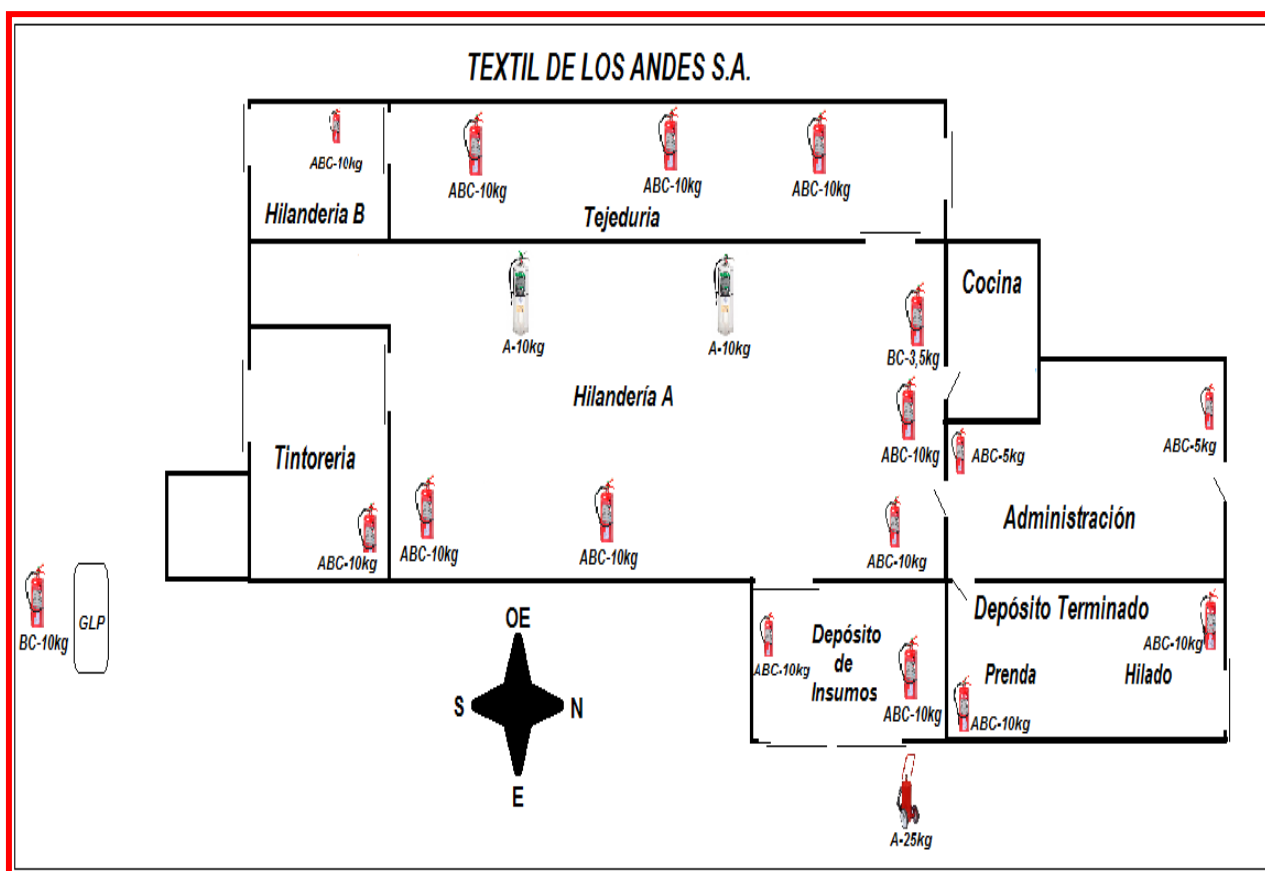 TEXTIL DE LOS ANDES S.A.
ABC-10kg
ABC-10kg
ABC-10kg
ABC-10kg
Hilanderia B
Tejeduria
Cocina
A-10kg
A-10kg
BC-3,5kg
Hilandería A
ABC-10kg
ABC-5kg
ABC-5kg
Tintoreria
Administración
ABC-10kg
ABC-10kg
ABC-10kg
ABC-10kg
GLP
BC-10kg
OE
S
N
E
Depósito
de
Insumos
ABC-10kg
ABC-10kg
Depósito Terminado
ABC-10kg
Prenda
Hilado
ABC-10kg
A-25kg